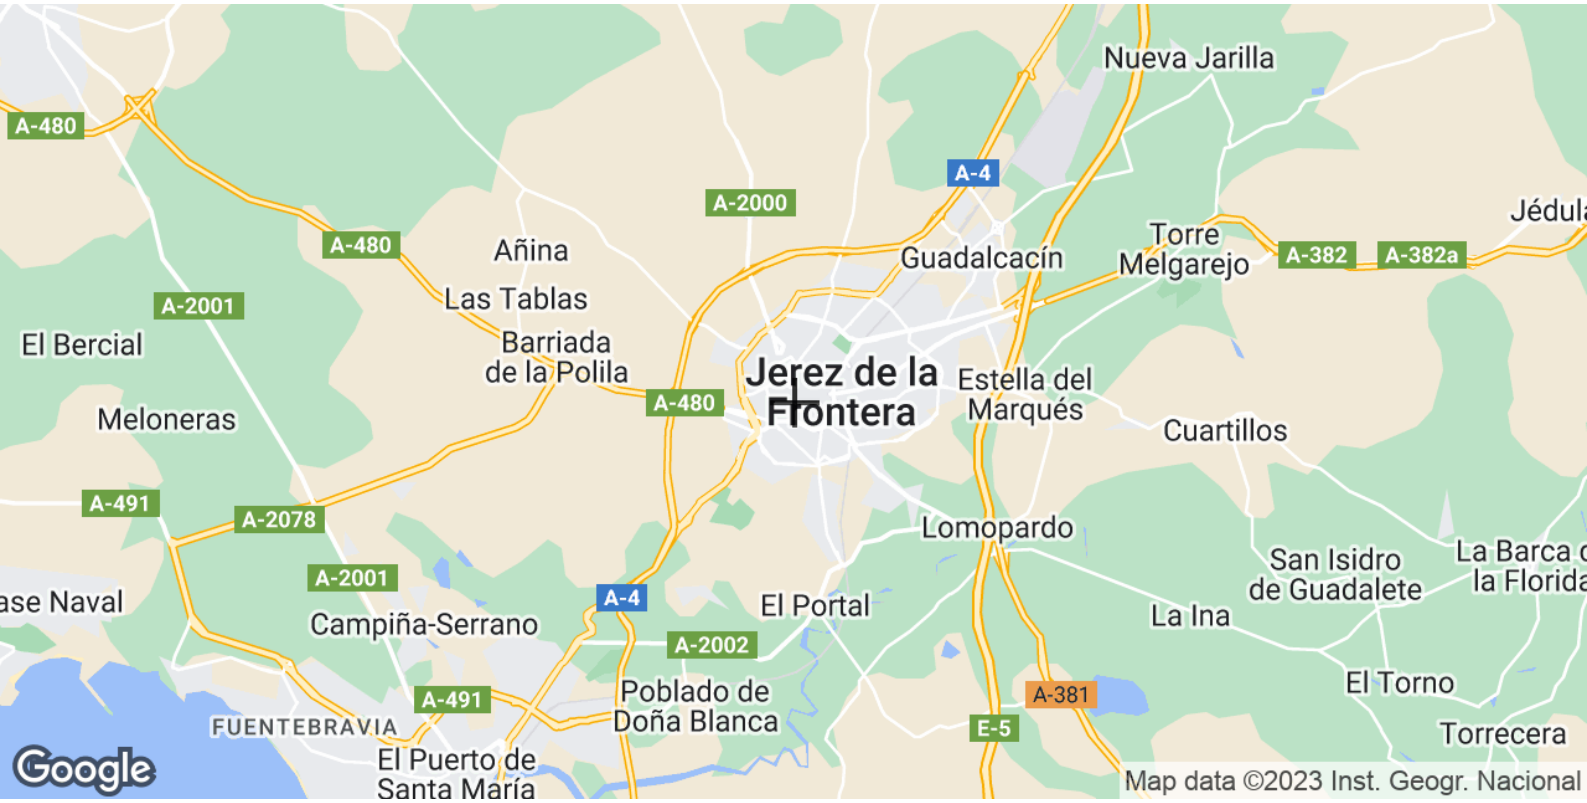 Nueva Jarilla
A-480
A-4
A-2000
Jédula
A-480
Añina
Guadalcacín
Torre
Melgarejo
A-382
A-382a
A-2001
Las Tablas
El Bercial
Barriada
de la Polila
Jerez de la
Frontera
Estella del
Marqués
A-480
Meloneras
Cuartillos
A-491
A-2078
Lomopardo
San Isidro
de Guadalete
La Barca d
la Florida
A-2001
ase Naval
A-4
El Portal
Campiña-Serrano
La Ina
A-2002
A-491
Poblado de
Doña Blanca
A-381
El Torno
FUENTEBRAVIA
E-5
Torrecera
El Puerto de
Santa María
Google
Map data ©2023 Inst. Geogr. Nacional